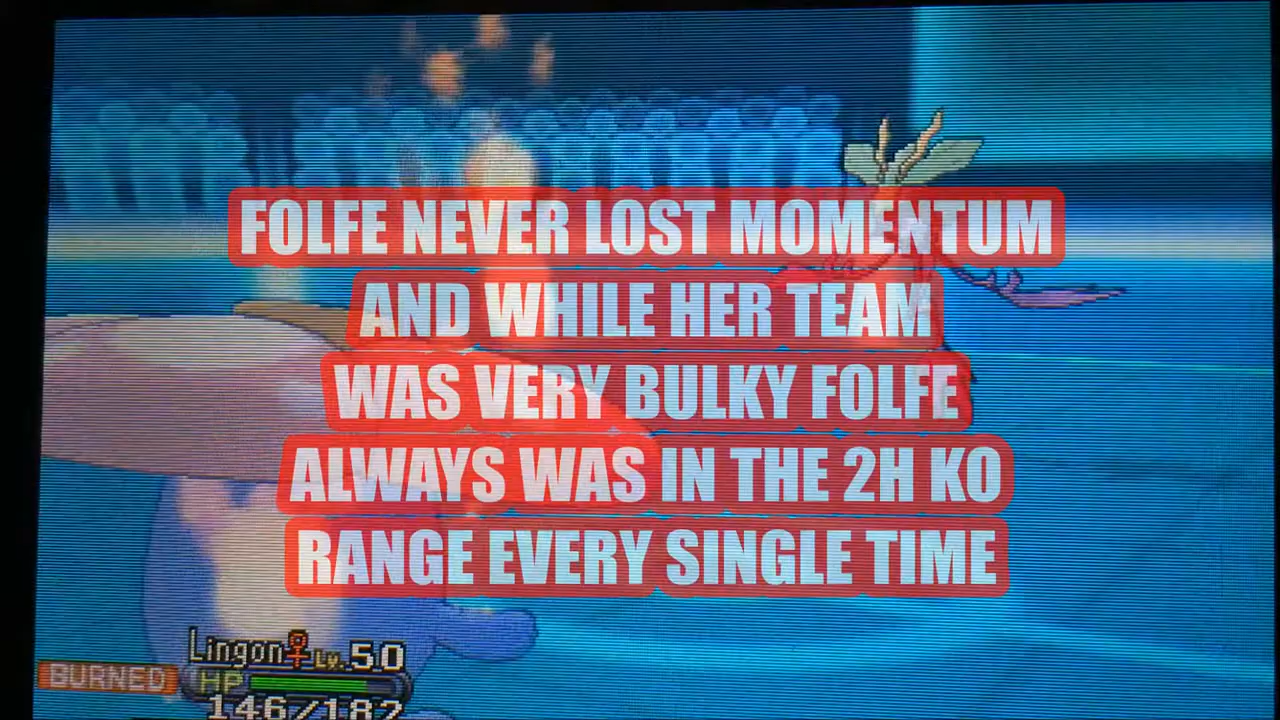 FOLFE NEVER LOST MOMENTUM
AND WHILE HER TEAM
WAS VERY BULKY FOLFE
ALWAYS WAS IN THE 2H KO
RANGE EVERY SINGLE TIME
Lingon♀ Lv. 50
BURNED HP
146/182